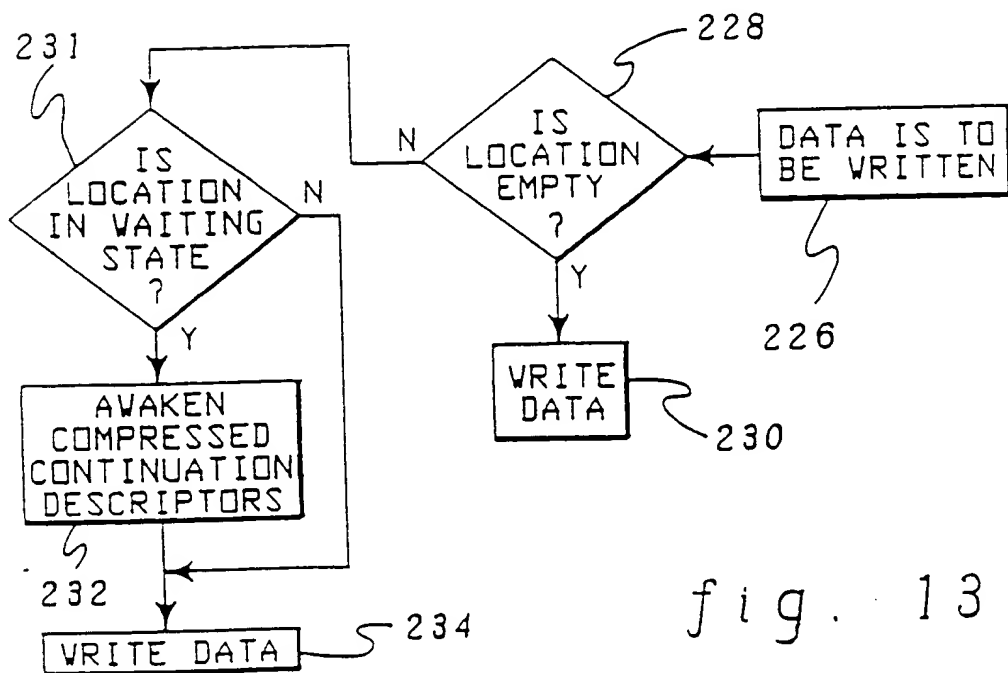 231
228
IS
LOCATION
IN WAITING
STATE
?
N
Y
N
IS
LOCATION
EMPTY
?
Y
DATA IS TO
BE WRITTEN
226
WRITE
DATA
230
AWAKEN
COMPRESSED
CONTINUATION
DESCRIPTORS
232
WRITE DATA
234
fig. 13